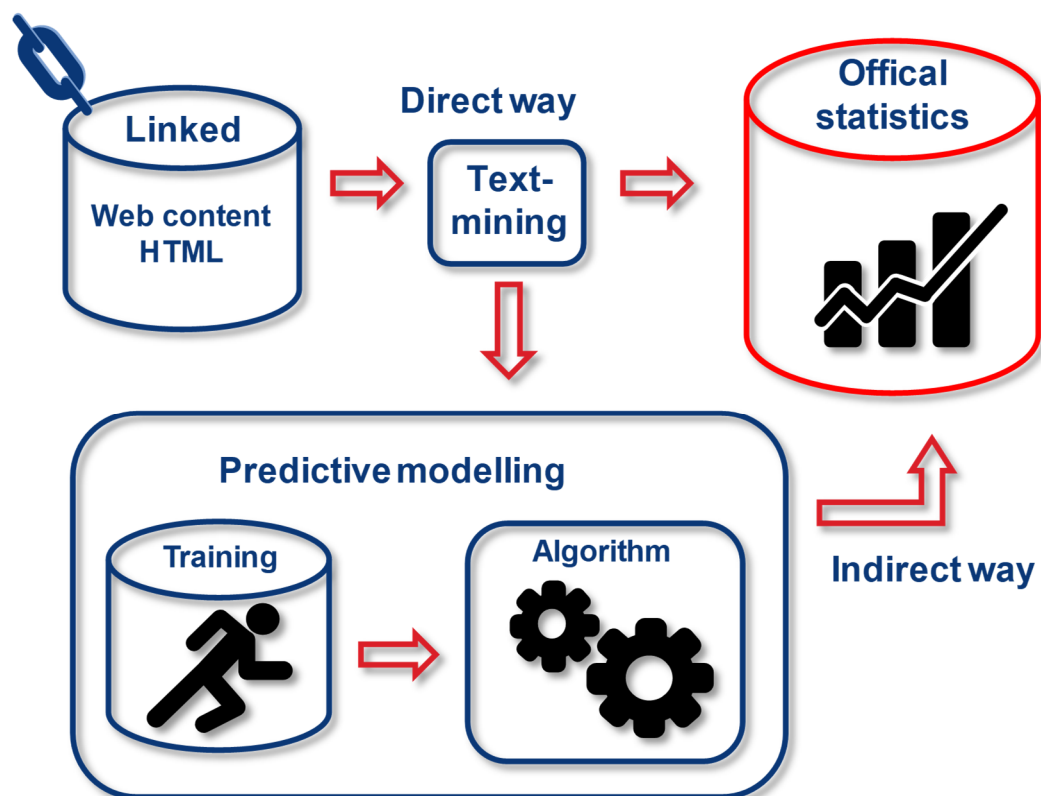 Linked
Web content
HTML
Direct way
Text-
mining
Offical
statistics
Predictive modelling
Training
Algorithm
Indirect way